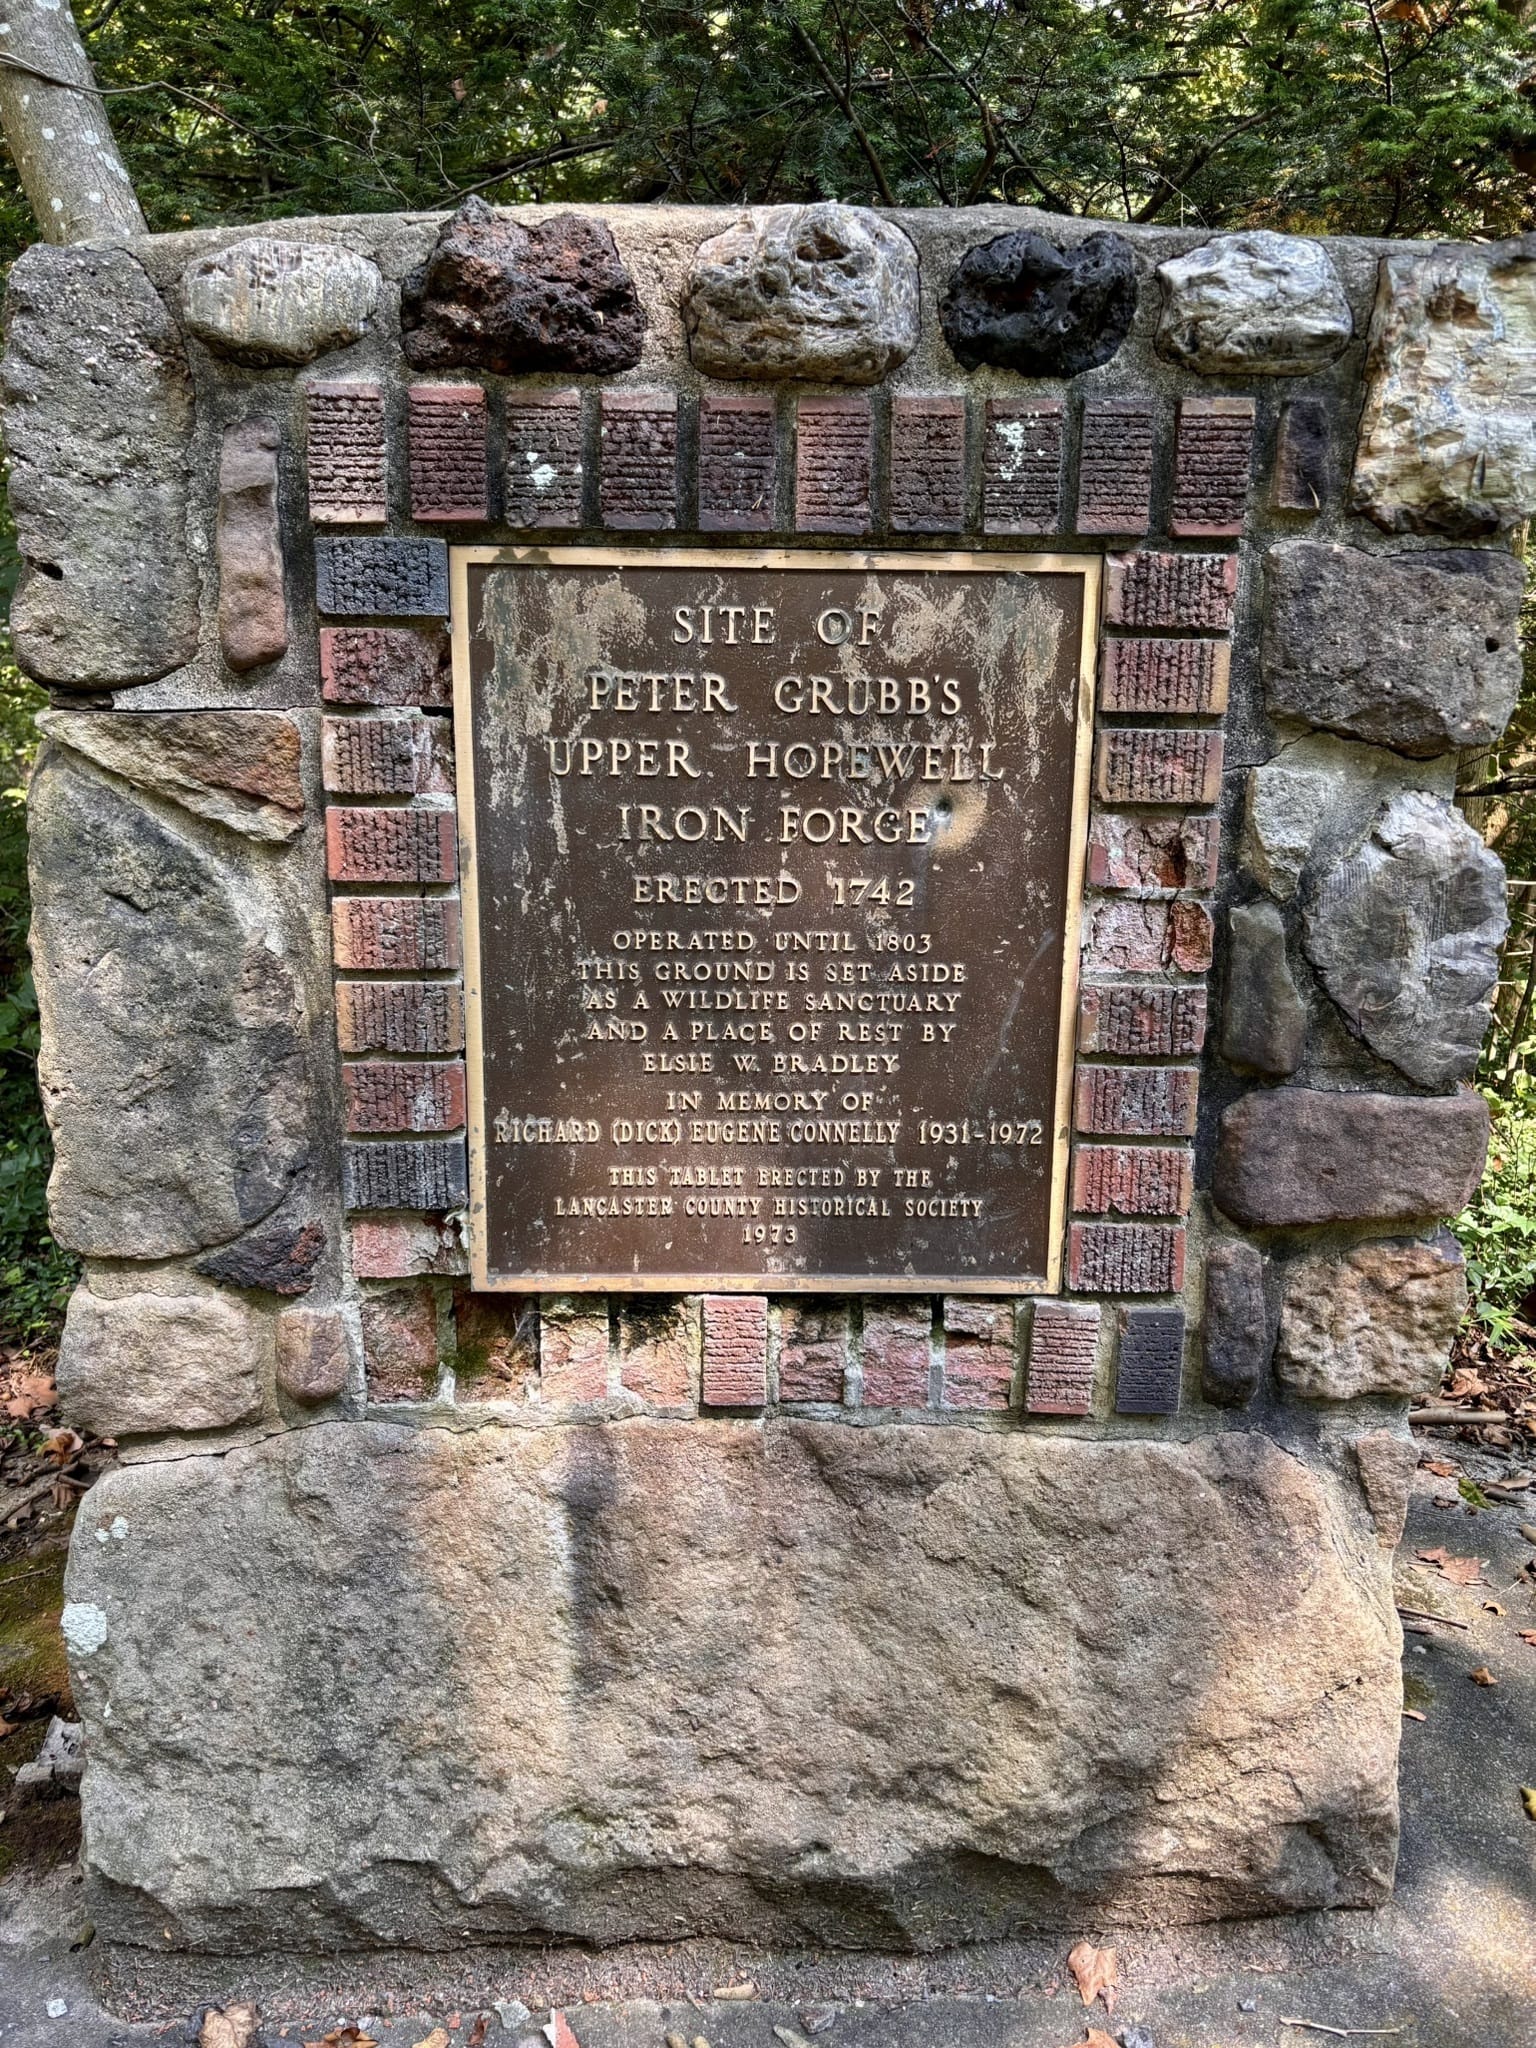 SITE OF
PETER GRUBB'S
UPPER HOPEWELL
IRON FORGE
ERECTED 1742
OPERATED UNTIL 1803
THIS GROUND IS SET ASIDE
AS A WILDLIFE SANCTUARY
AND A PLACE OF REST BY
ELSIE W. BRADLEY
IN MEMORY OF
RICHARD (DICK) EUGENE CONNELLY 1931-1972
THIS TABLET ERECTED BY THE
LANCASTER COUNTY HISTORICAL SOCIETY
1973